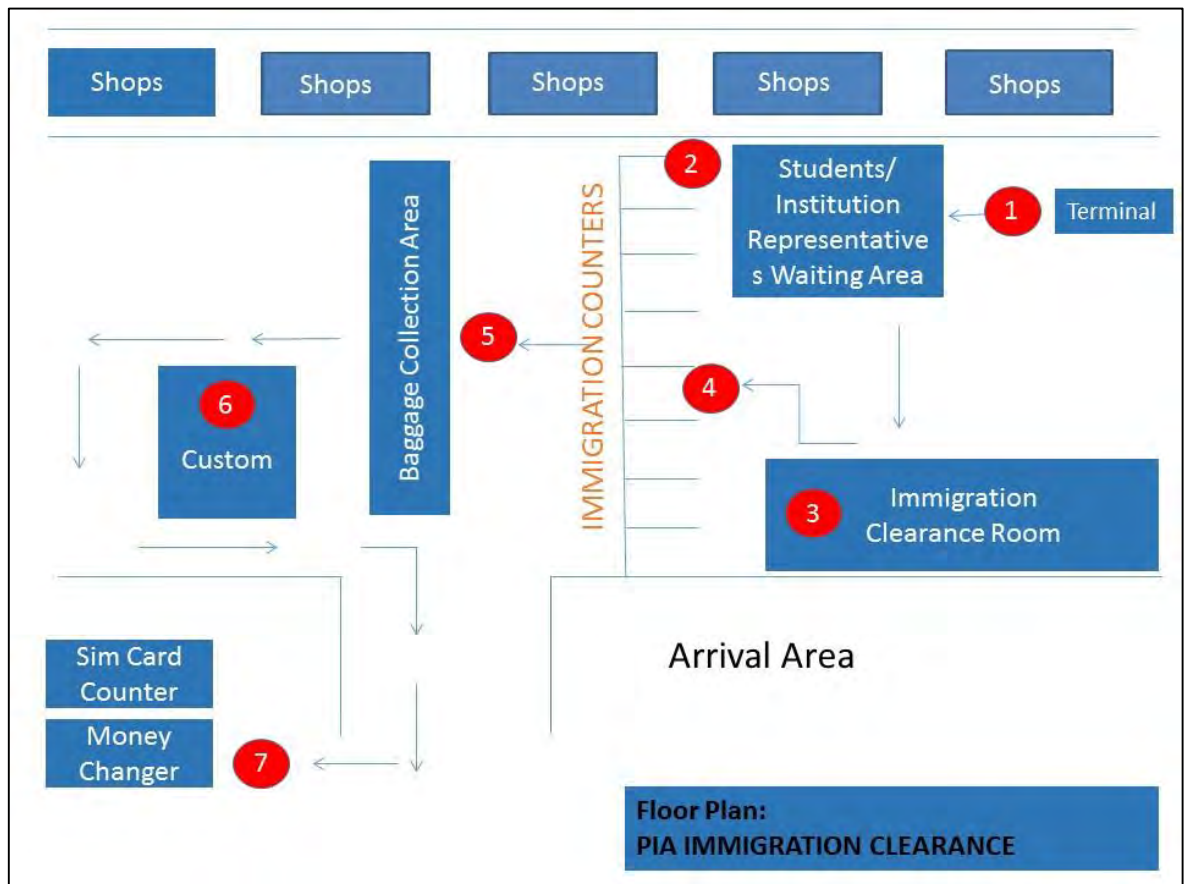 Shops
Shops
Shops
Shops
Shops
2
Students/
Institution
Representative
s Waiting Area
1
Terminal
IMMIGRATION COUNTERS
Baggage Collection Area
5
4
6
Custom
3
Immigration
Clearance Room
Sim Card
Counter
Arrival Area
Money
Changer
7
Floor Plan:
PIA IMMIGRATION CLEARANCE